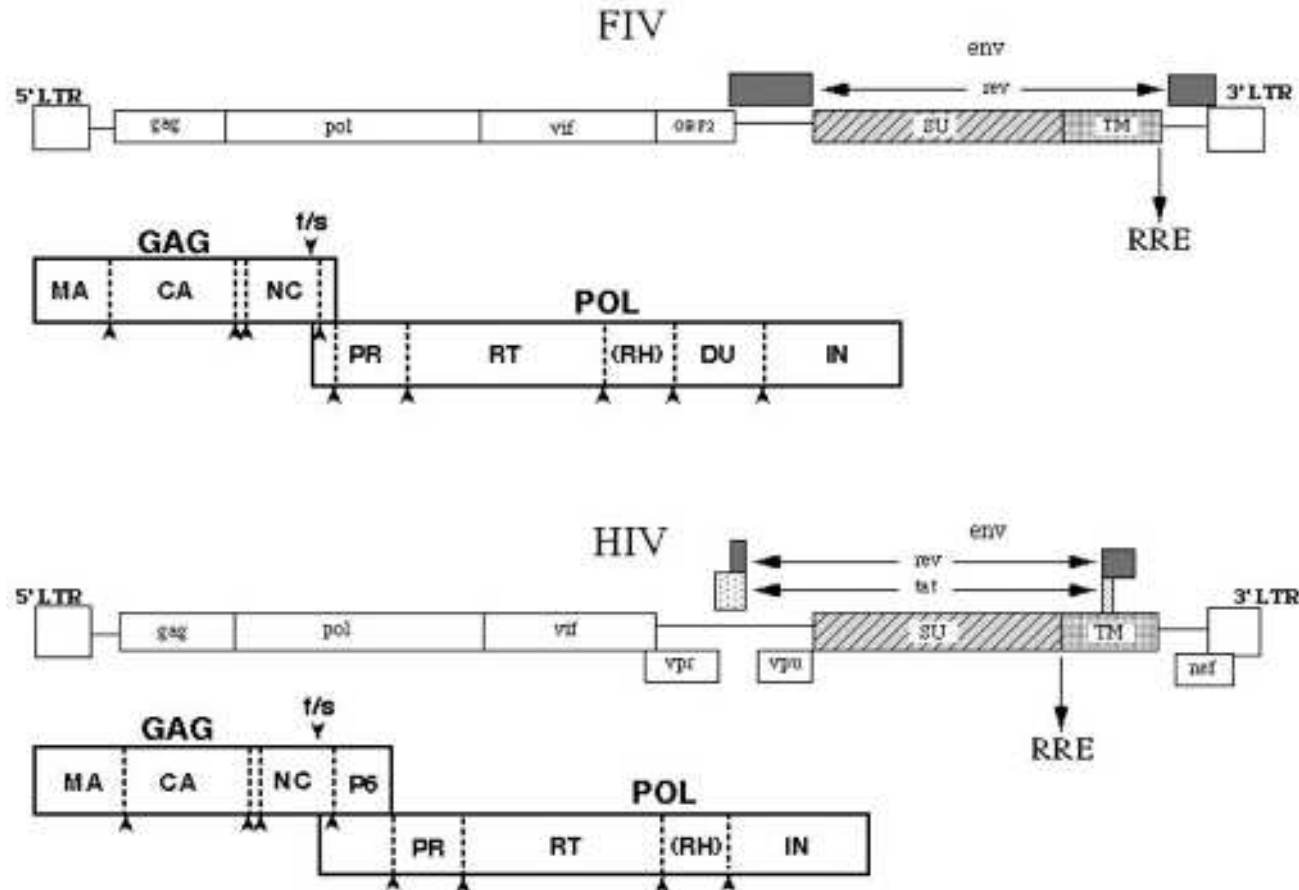 FIV
env
rev
5' LTR
3' LTR
gag pol vif ORF2 SU TM
RRE
f/s
GAG
MA CA NC
POL
PR RT (RH) DU IN
HIV
env
rev
tat
5' LTR
3' LTR
gag pol vif SU TM
vpr vpu nef
RRE
f/s
GAG
MA CA NC P6
POL
PR RT (RH) IN